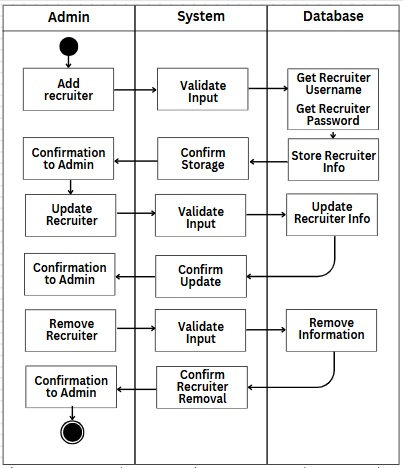 Admin
System
Database
Add
recruiter
Validate
Input
Get Recruiter
Username
Get Recruiter
Password
Confirmation
to Admin
Confirm
Storage
Store Recruiter
Info
Update
Recruiter
Validate
Input
Update
Recruiter Info
Confirmation
to Admin
Confirm
Update
Remove
Recruiter
Validate
Input
Remove
Information
Confirmation
to Admin
Confirm
Recruiter
Removal